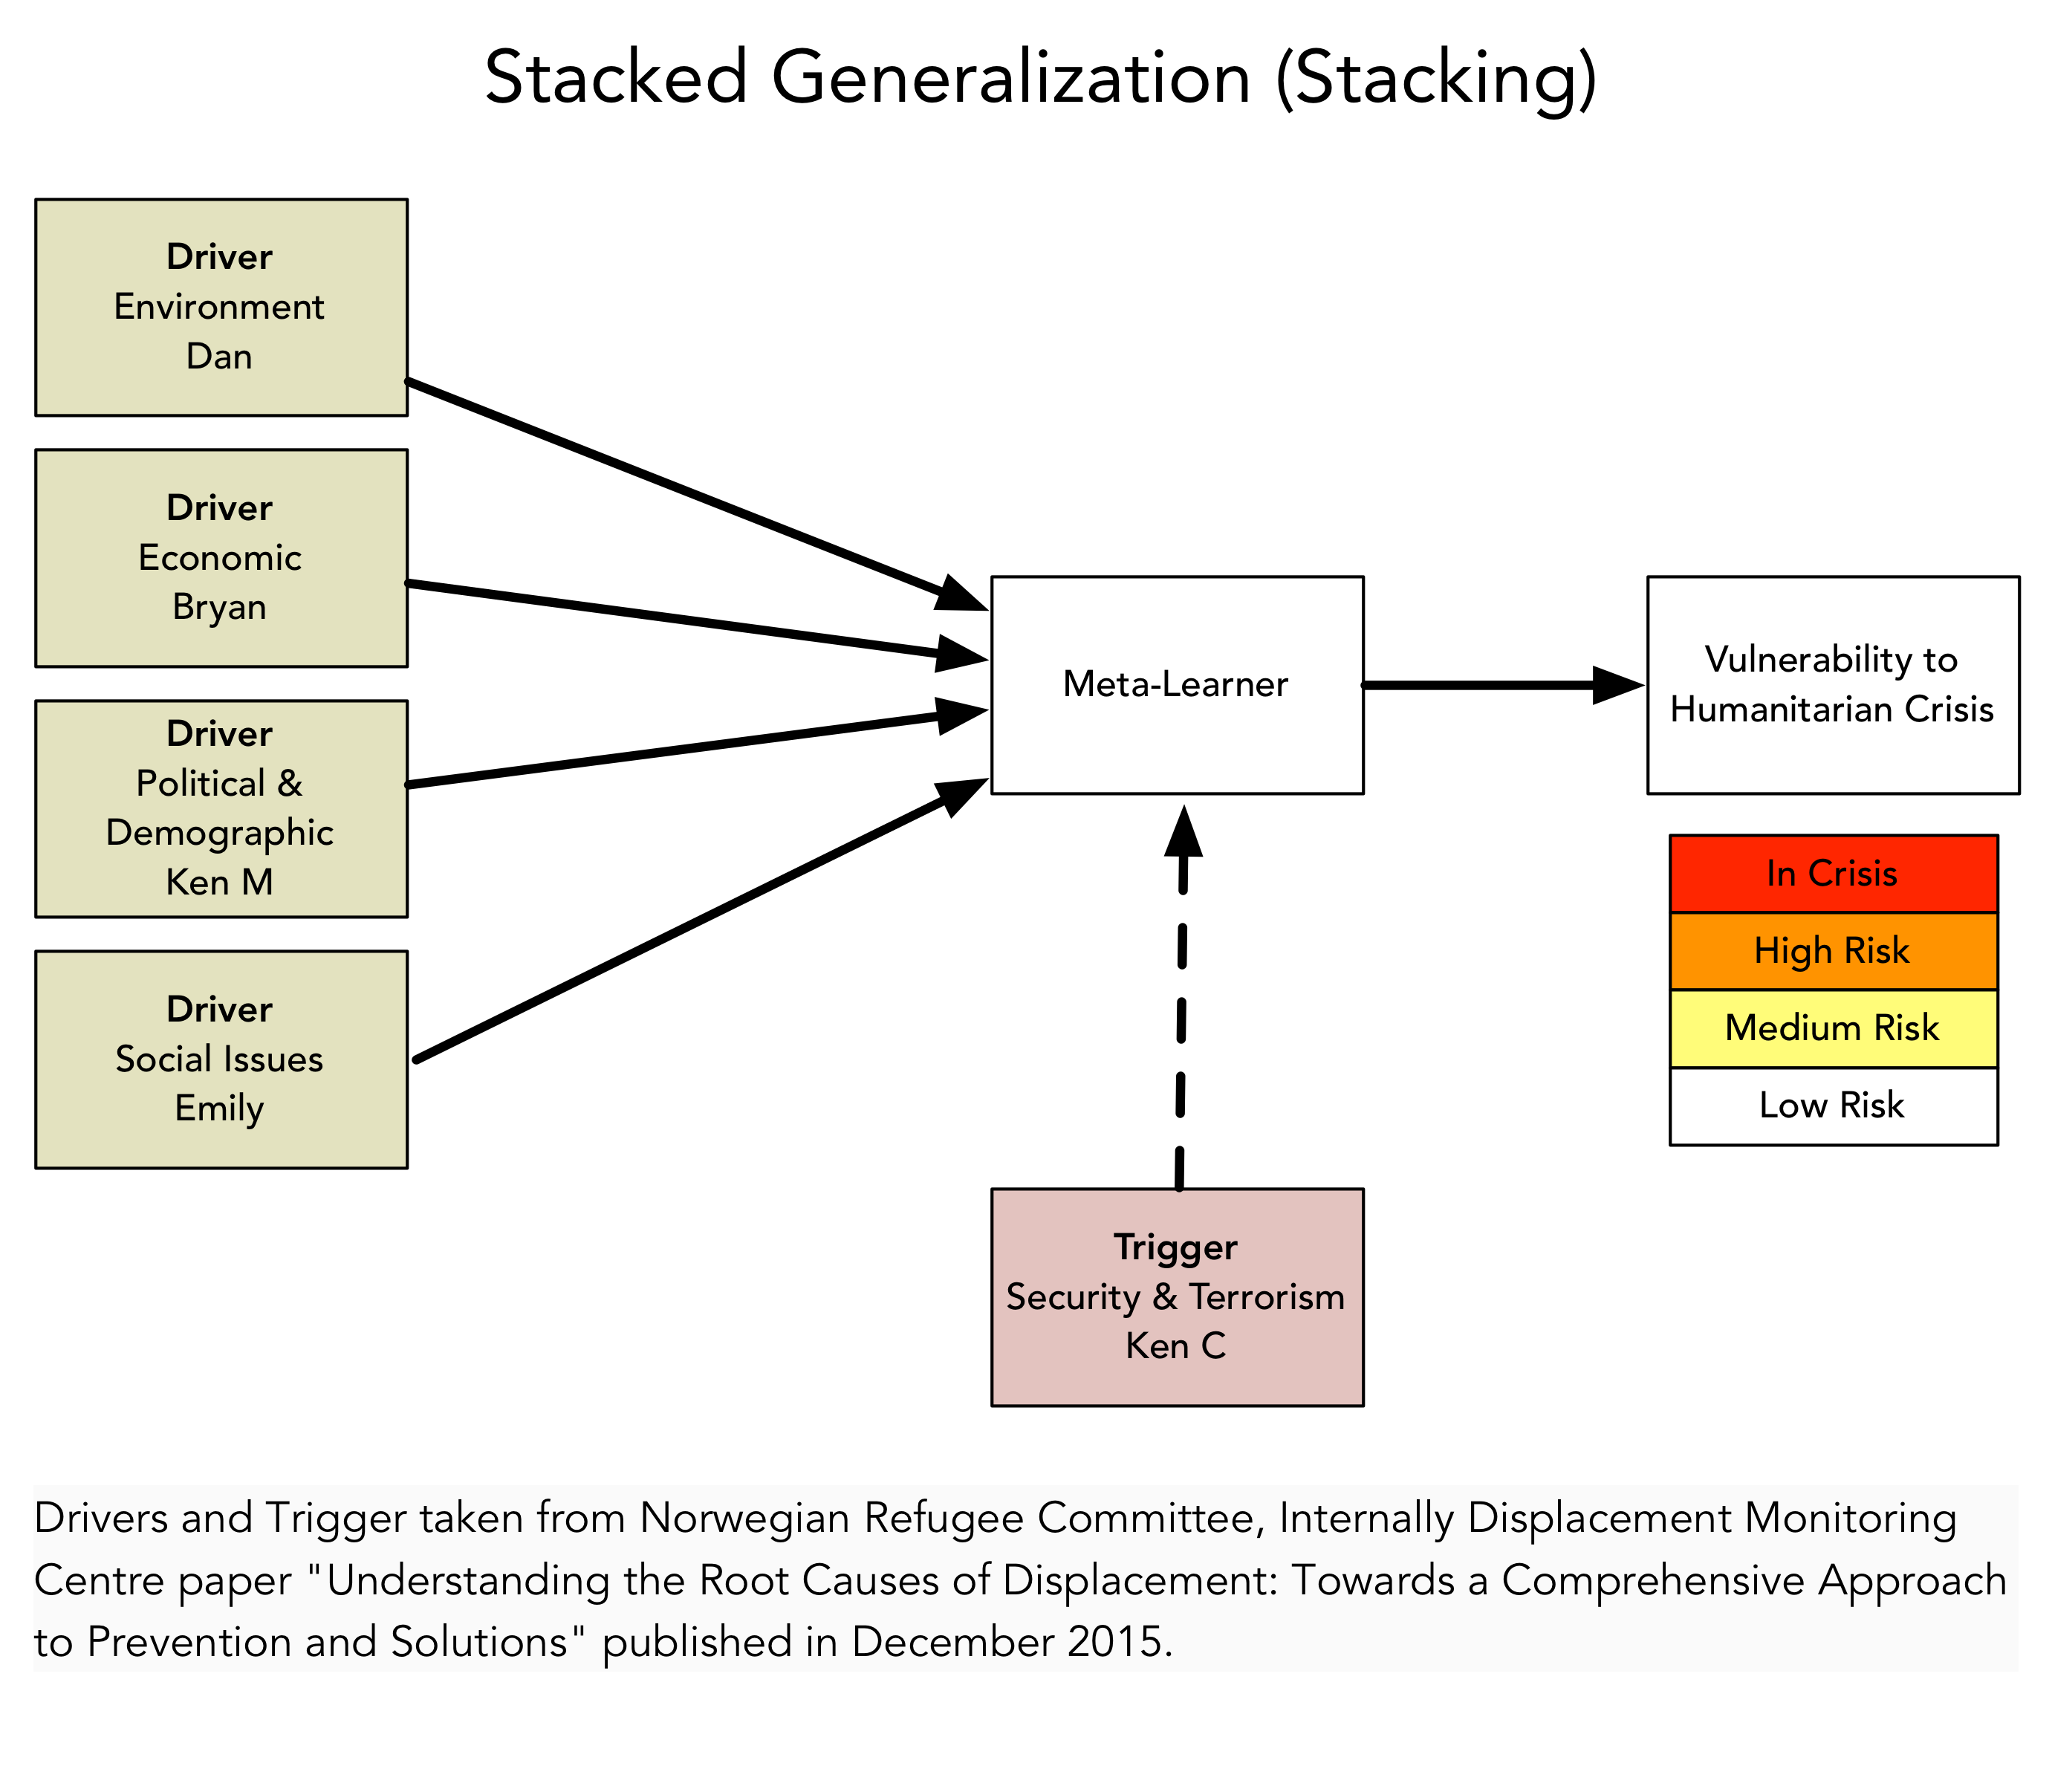 Stacked Generalization (Stacking)
Driver
Environment
Dan
Driver
Economic
Bryan
Driver
Political &
Demographic
Ken M
Driver
Social Issues
Emily
Meta-Learner
Vulnerability to
Humanitarian Crisis
In Crisis
High Risk
Medium Risk
Low Risk
Trigger
Security & Terrorism
Ken C
Drivers and Trigger taken from Norwegian Refugee Committee, Internally Displacement Monitoring
Centre paper "Understanding the Root Causes of Displacement: Towards a Comprehensive Approach
to Prevention and Solutions" published in December 2015.